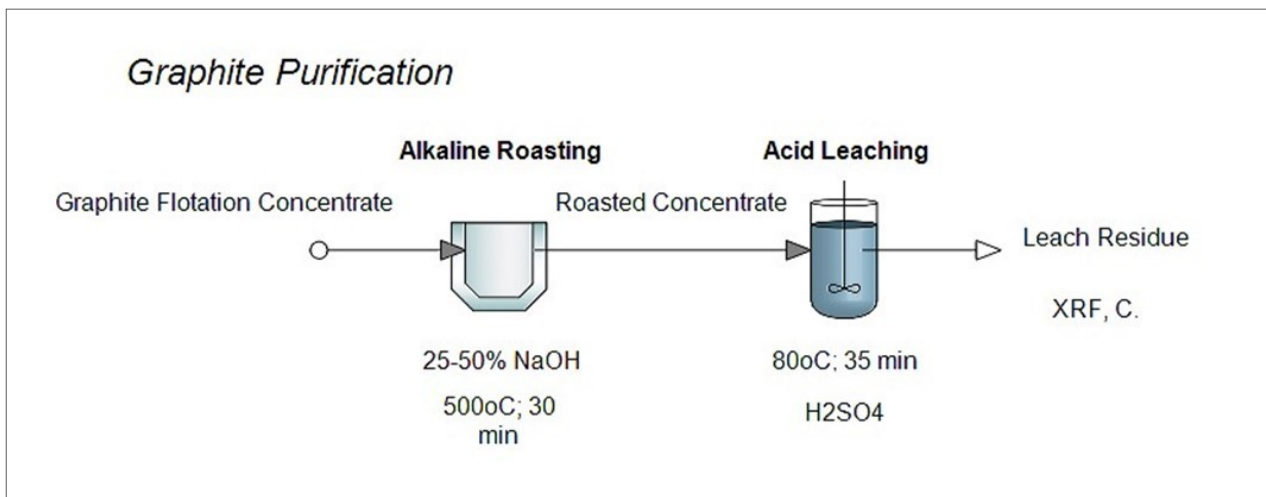 Graphite Purification
Alkaline Roasting
Acid Leaching
Graphite Flotation Concentrate
Roasted Concentrate
Leach Residue
XRF, C.
25-50% NaOH
500oC; 30
min
80oC; 35 min
H2SO4